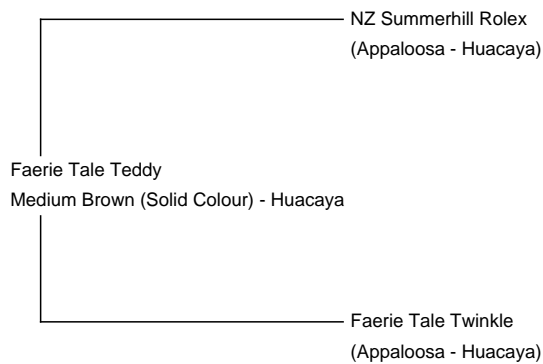 NZ Summerhill Rolex
(Appaloosa - Huacaya)
Faerie Tale Teddy
Medium Brown (Solid Colour) - Huacaya
Faerie Tale Twinkle
(Appaloosa - Huacaya)